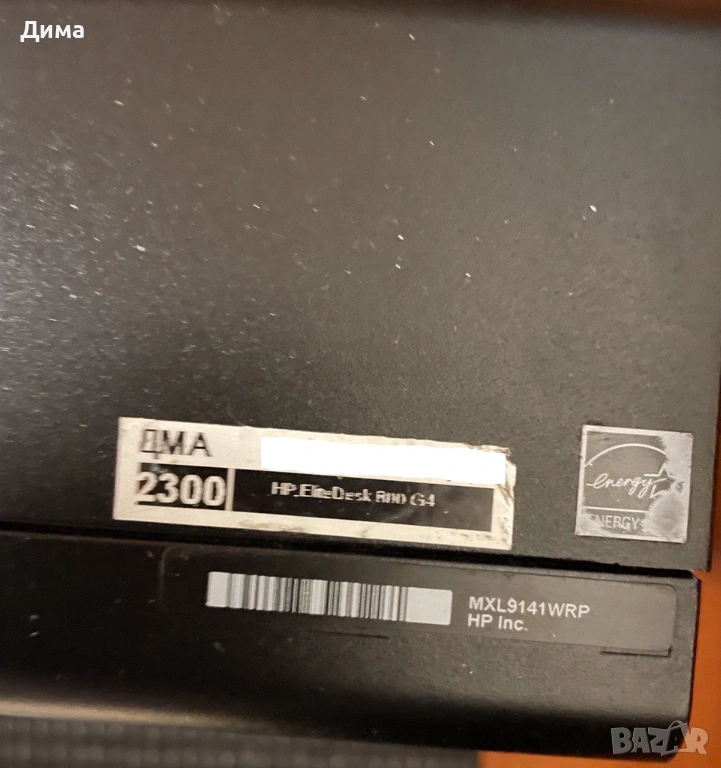 Дима
ДМА
2300
HP EliteDesk 800 G4
energy
ENERGY
MXL9141WRP
HP Inc.
BAZAR